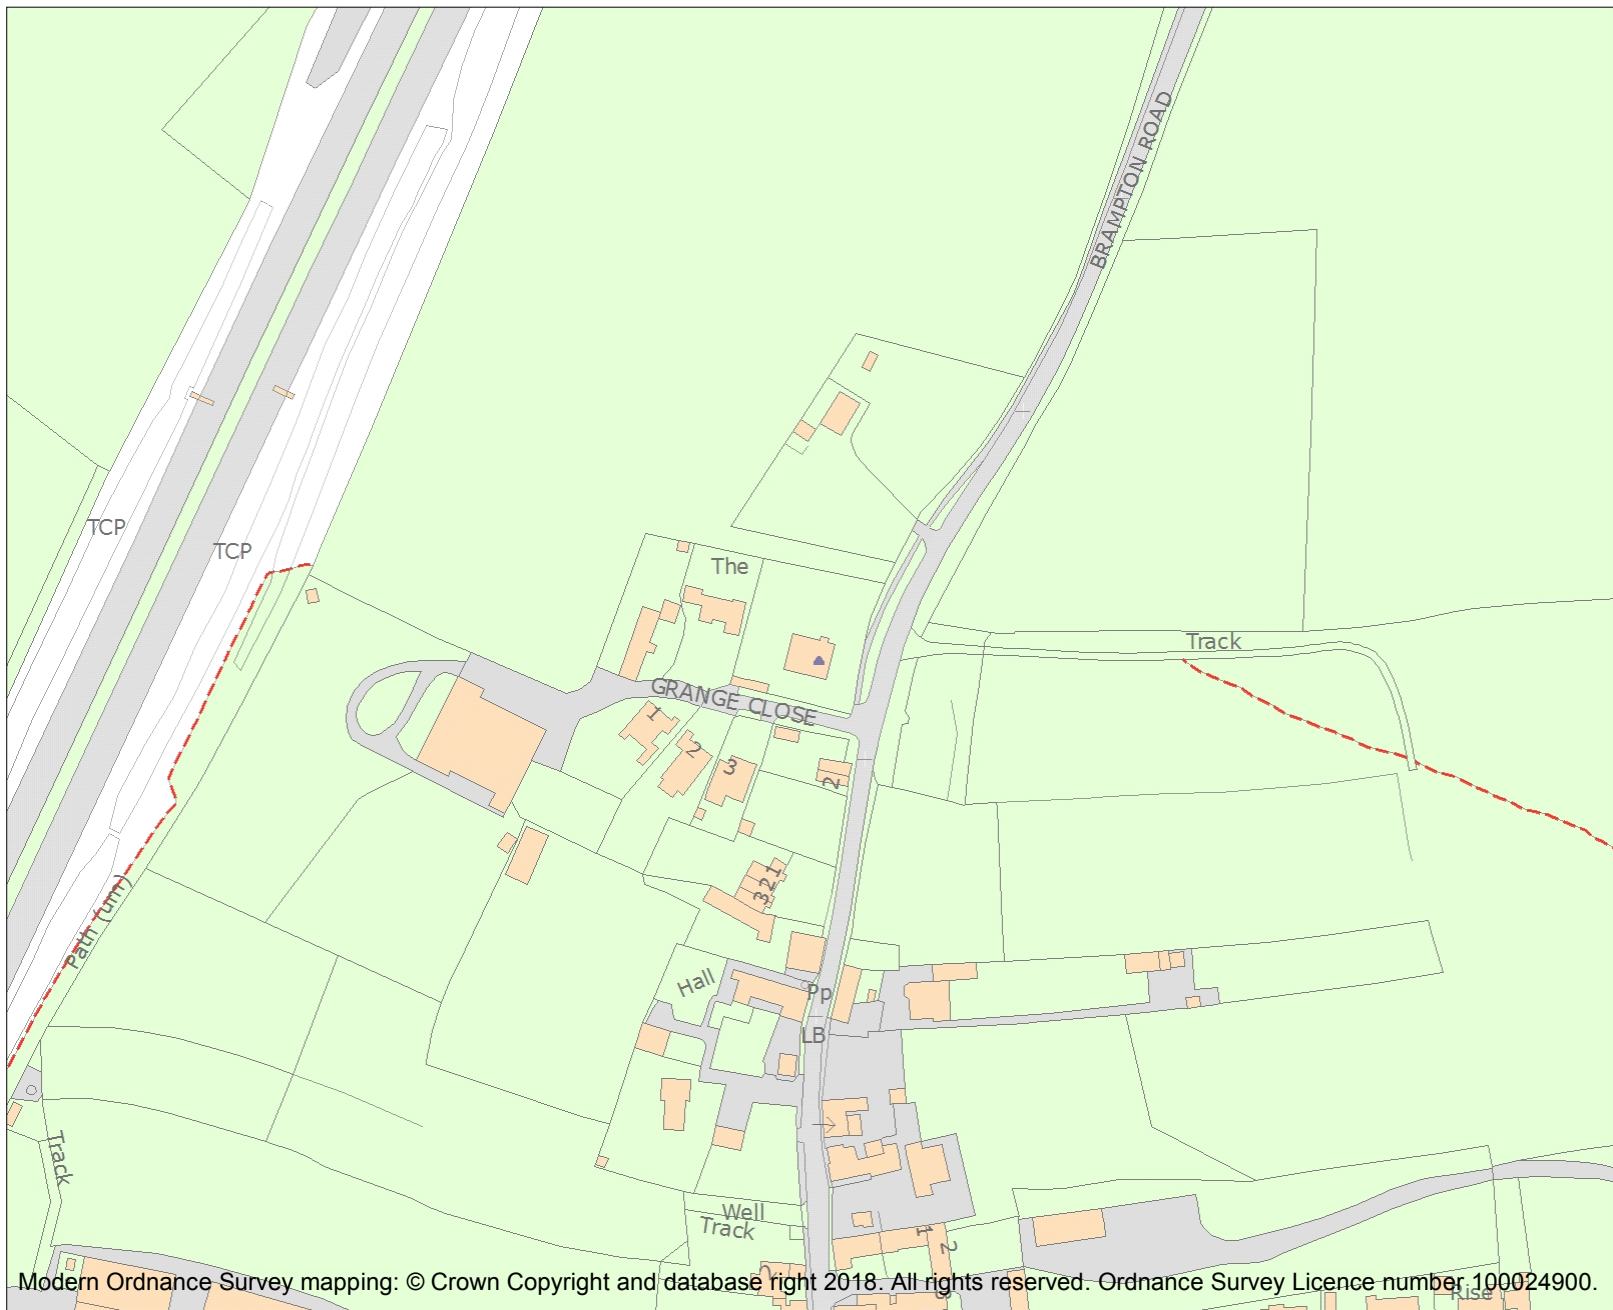 BRAMPTON ROAD
TCP
TCP
The
Track
GRANGE CLOSE
1
2
3
2
321
Path (um)
Hall
Pp
LB
Track
Well
Track
1
2
2
Modern Ordnance Survey mapping: © Crown Copyright and database right 2018. All rights reserved. Ordnance Survey Licence number 100024900.
Rise